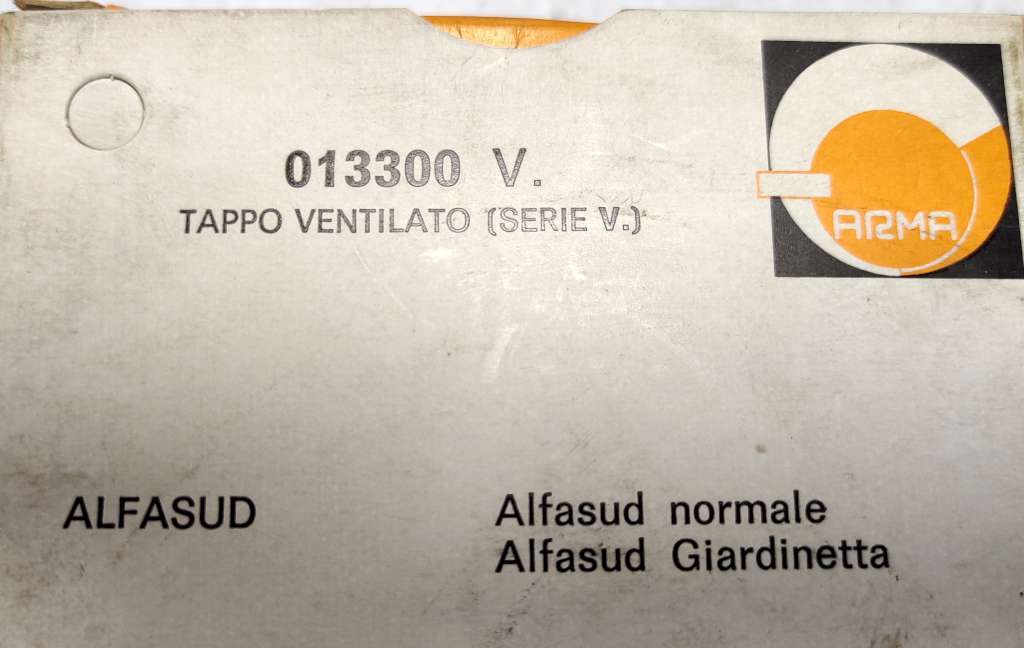 013300 V.
TAPPO VENTILATO (SERIE V.)
ARMA
ALFASUD
Alfasud normale
Alfasud Giardinetta